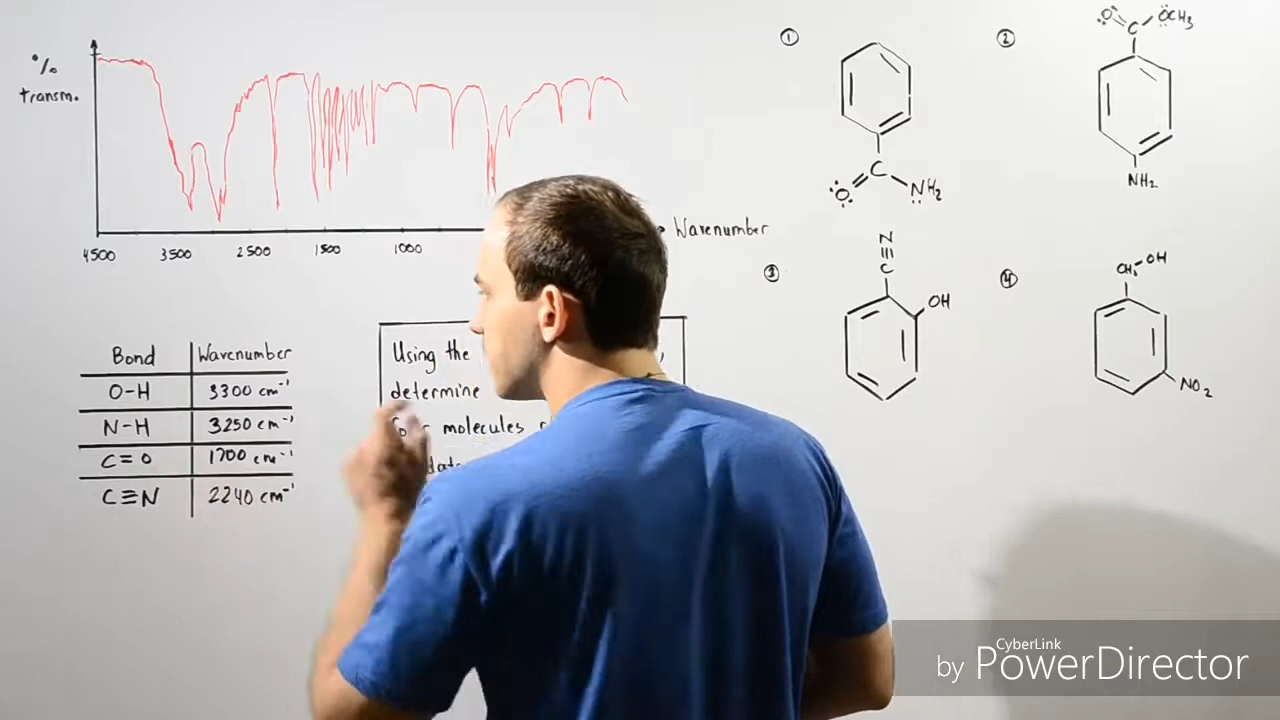 %
transm.
4500 3500 2500 1500 1000
Wavenumber
Bond Wavenumber
O-H 3300 cm⁻¹
N-H 3250 cm⁻¹
C=O 1700 cm⁻¹
C≡N 2240 cm⁻¹
Using the
determine
molecules
①
C
O
NH₂
②
O
C
OCH₃
NH₂
③
N
C
OH
④
OH
NO₂
CyberLink
by PowerDirector